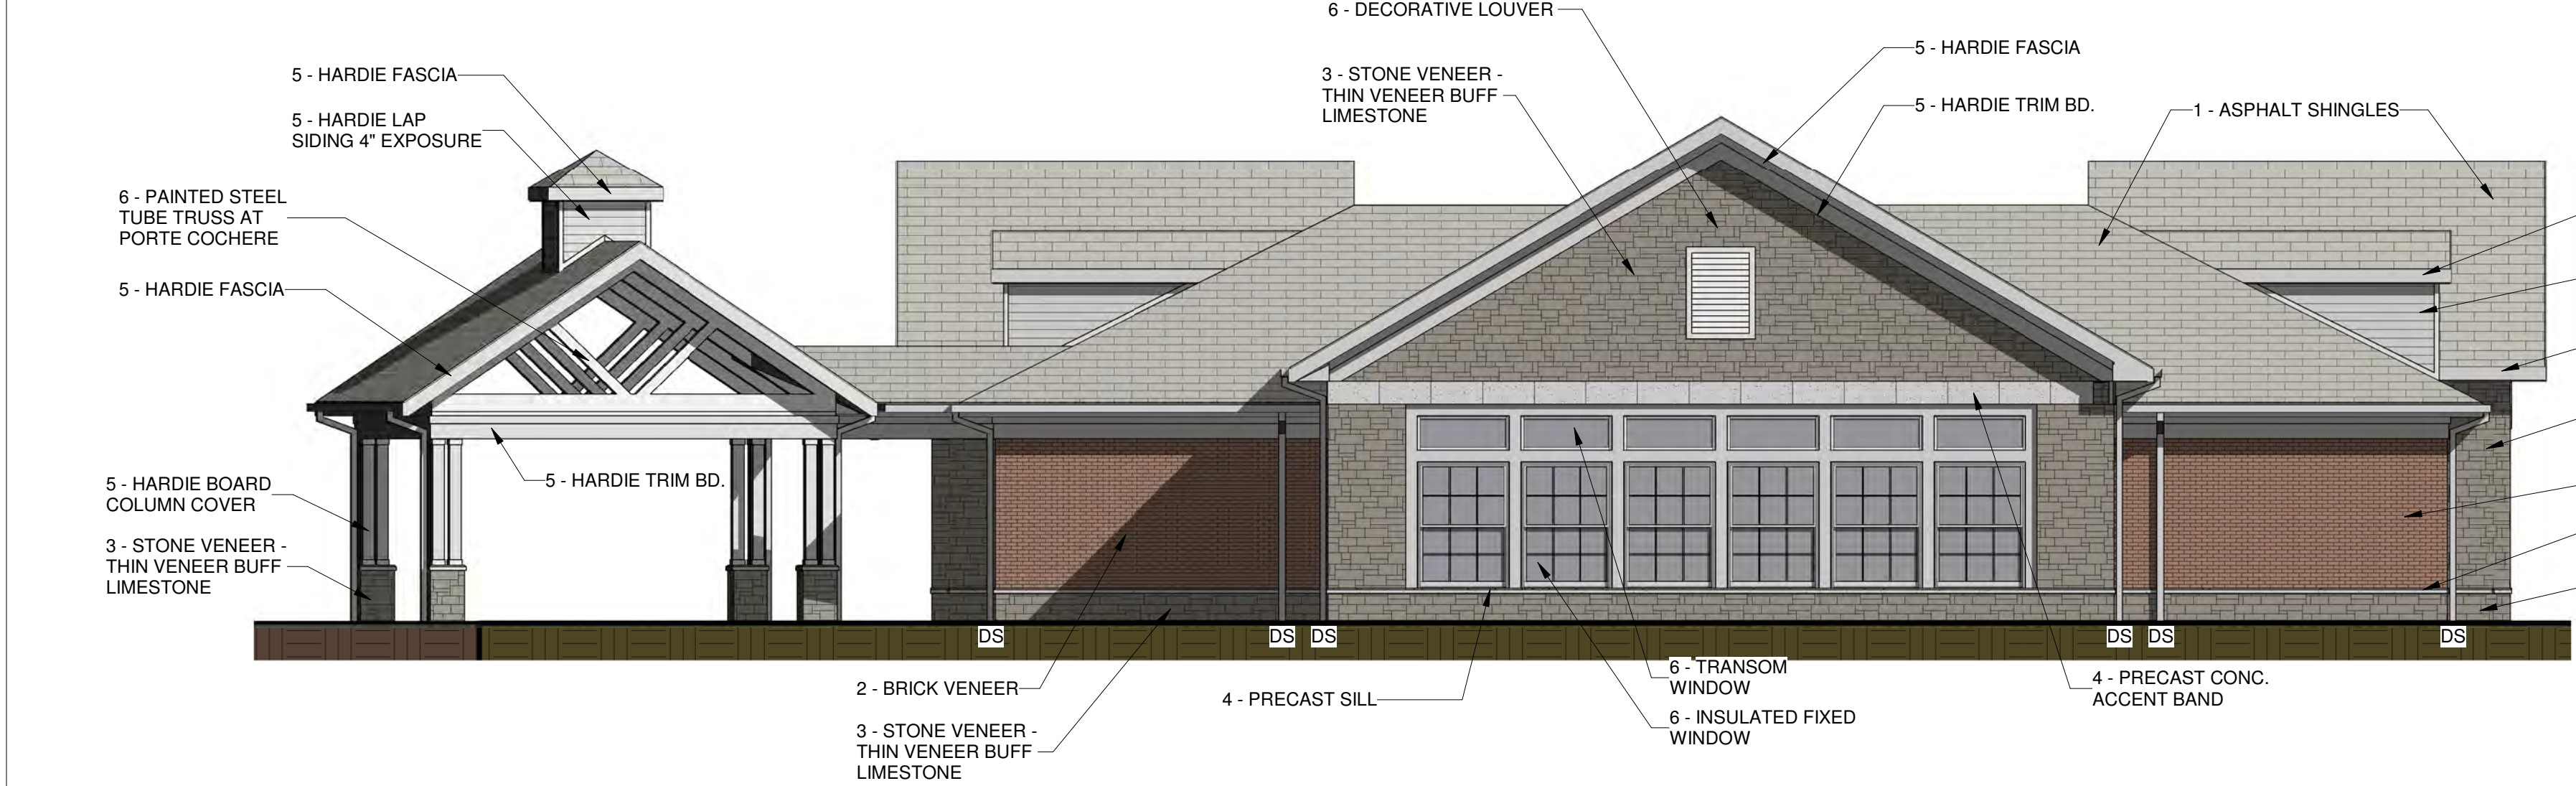 6 - DECORATIVE LOUVER
5 - HARDIE FASCIA
5 - HARDIE FASCIA
3 - STONE VENEER -
THIN VENEER BUFF
LIMESTONE
5 - HARDIE TRIM BD.
1 - ASPHALT SHINGLES
5 - HARDIE LAP
SIDING 4" EXPOSURE
6 - PAINTED STEEL
TUBE TRUSS AT
PORTE COCHERE
5 - HARDIE FASCIA
5 - HARDIE BOARD
COLUMN COVER
5 - HARDIE TRIM BD.
3 - STONE VENEER -
THIN VENEER BUFF
LIMESTONE
DS
DS
DS
DS
DS
DS
2 - BRICK VENEER
3 - STONE VENEER -
THIN VENEER BUFF
LIMESTONE
4 - PRECAST SILL
6 - TRANSOM
WINDOW
6 - INSULATED FIXED
WINDOW
4 - PRECAST CONC.
ACCENT BAND